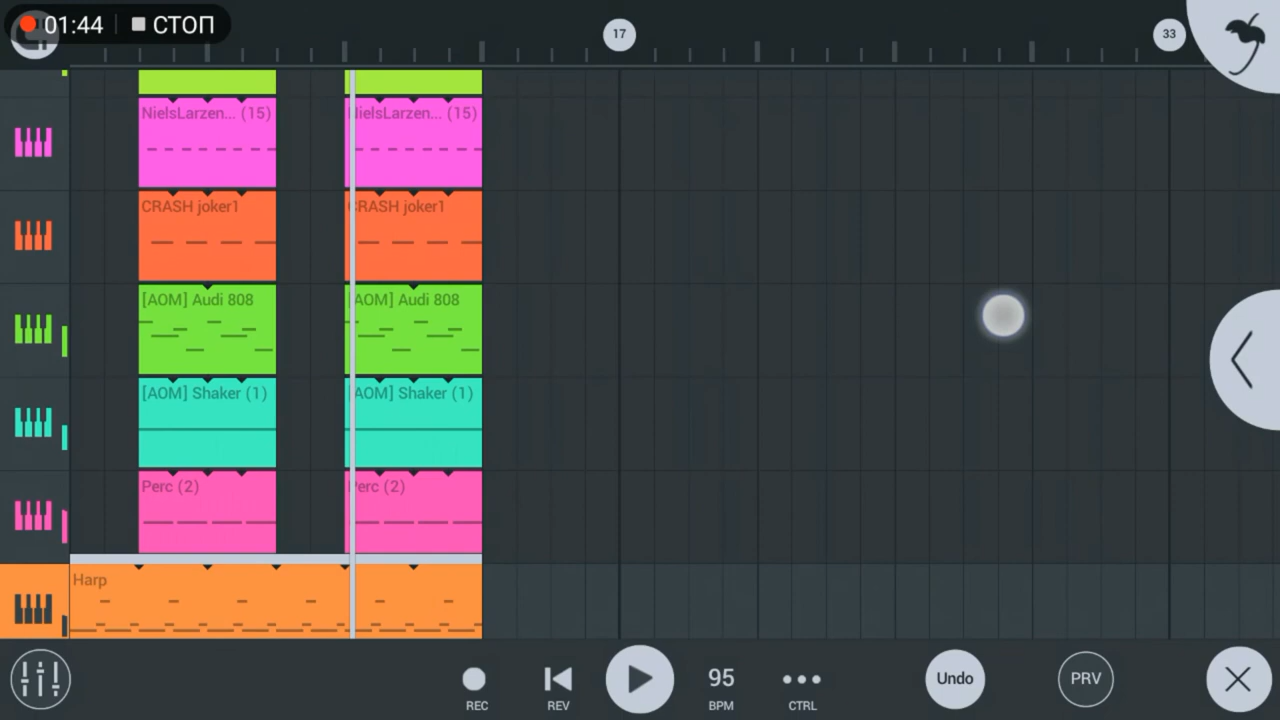 01:44 СТОП
17
33
NielsLarzen... (15)
NielsLarzen... (15)
CRASH joker1
CRASH joker1
[AOM] Audi 808
[AOM] Audi 808
[AOM] Shaker (1)
[AOM] Shaker (1)
Perc (2)
Perc (2)
Harp
95
Undo
PRV
REC
REV
BPM
CTRL